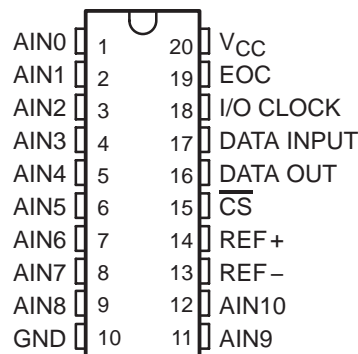 AIN0 1 20 VCC
AIN1 2 19 EOC
AIN2 3 18 I/O CLOCK
AIN3 4 17 DATA INPUT
AIN4 5 16 DATA OUT
AIN5 6 15 C̅S̅
AIN6 7 14 REF+
AIN7 8 13 REF−
AIN8 9 12 AIN10
GND 10 11 AIN9